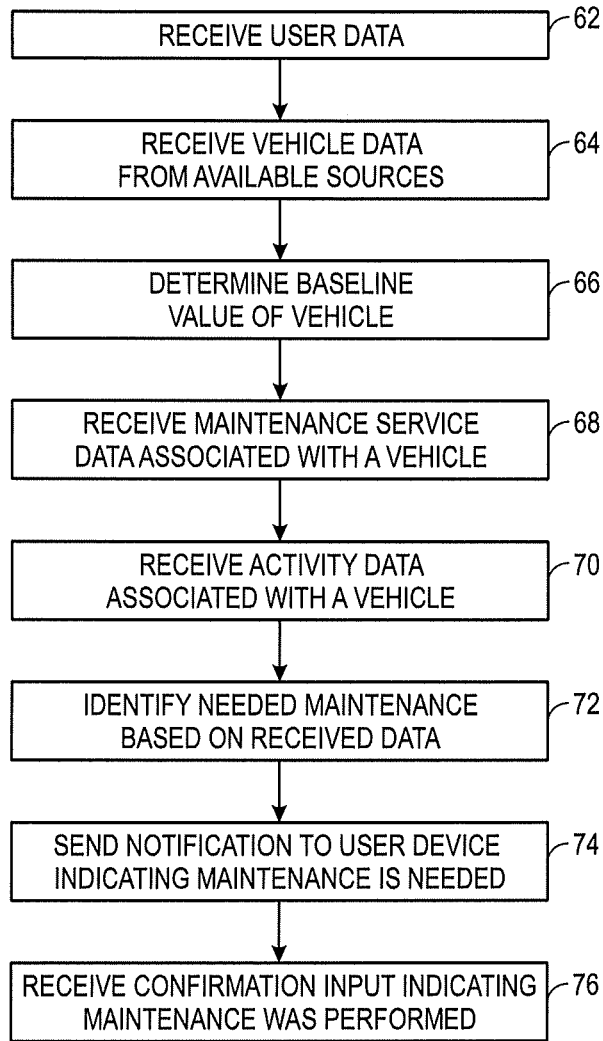 RECEIVE USER DATA
62
RECEIVE VEHICLE DATA
FROM AVAILABLE SOURCES
64
DETERMINE BASELINE
VALUE OF VEHICLE
66
RECEIVE MAINTENANCE SERVICE
DATA ASSOCIATED WITH A VEHICLE
68
RECEIVE ACTIVITY DATA
ASSOCIATED WITH A VEHICLE
70
IDENTIFY NEEDED MAINTENANCE
BASED ON RECEIVED DATA
72
SEND NOTIFICATION TO USER DEVICE
INDICATING MAINTENANCE IS NEEDED
74
RECEIVE CONFIRMATION INPUT INDICATING
MAINTENANCE WAS PERFORMED
76